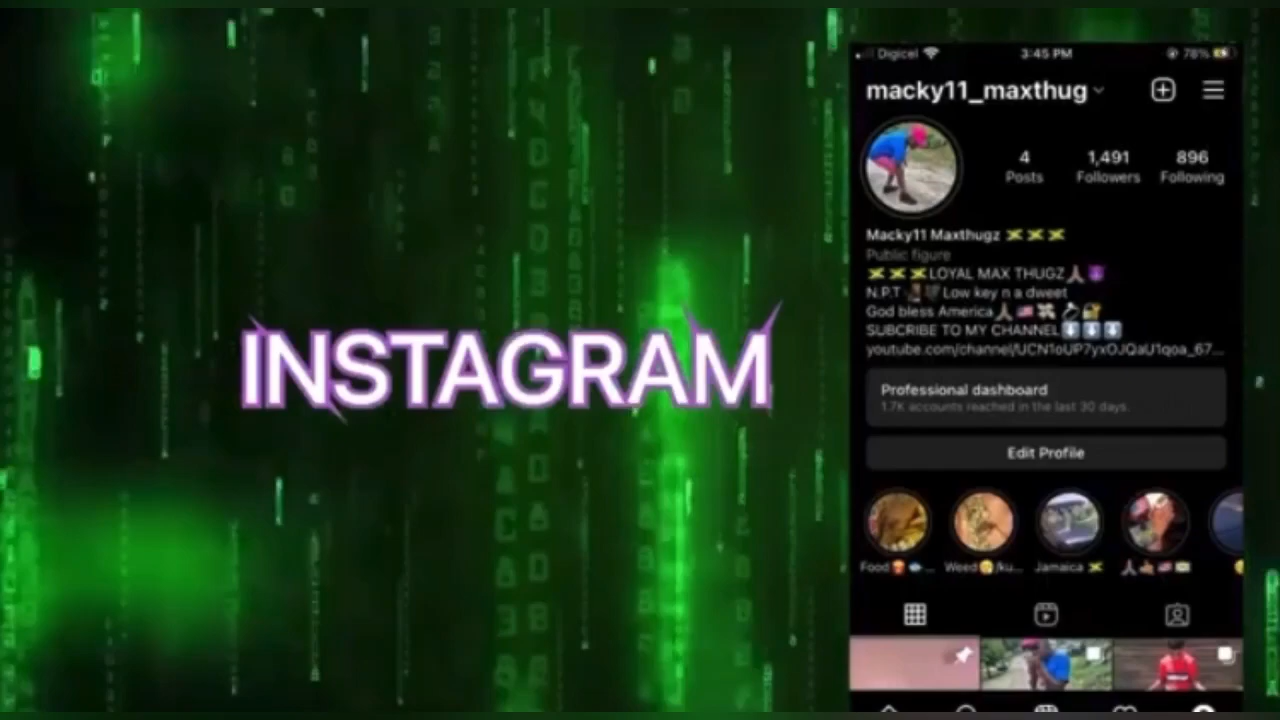 INSTAGRAM
Digicel 3:45 PM 78%
macky11_maxthug
4 1,491 896
Posts Followers Following
Macky11 Maxthugz
Public figure
LOYAL MAX THUGZ
N.P.T Low key n a dweet
God bless America
SUBCRIBE TO MY CHANNEL
youtube.com/channel/UCN1oUP7yxOJQaU1qoa_67...
Professional dashboard
1.7K accounts reached in the last 30 days.
Edit Profile
Food ... Weed /ku... Jamaica